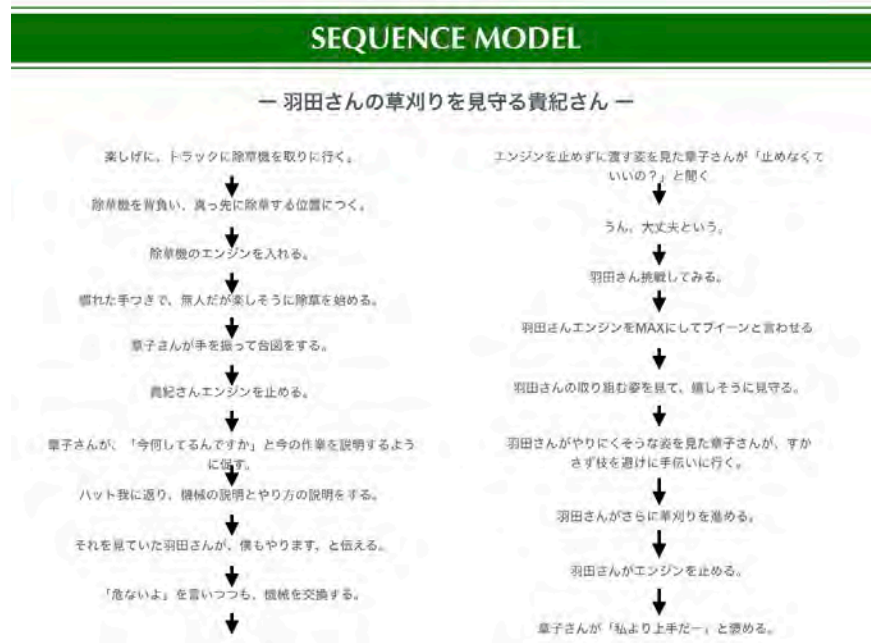 SEQUENCE MODEL
ー 羽田さんの草刈りを見守る貴紀さん ー
楽しげに、トラックに除草機を取りに行く。
除草機を背負い、真っ先に除草する位置につく。
除草機のエンジンを入れる。
慣れた手つきで、無人だが楽しそうに除草を始める。
章子さんが手を振って合図をする。
貴紀さんエンジンを止める。
章子さんが、「今何してるんですか」と今の作業を説明するよう
に促す。
ハット我に返り、機械の説明とやり方の説明をする。
それを見ていた羽田さんが、僕もやります、と伝える。
「危ないよ」を言いつつも、機械を交換する。
エンジンを止めずに渡す姿を見た章子さんが「止めなくて
いいの?」と聞く
うん、大丈夫という。
羽田さん挑戦してみる。
羽田さんエンジンをMAXにしてブイーンと言わせる
羽田さんの取り組む姿を見て、嬉しそうに見守る。
羽田さんがやりにくそうな姿を見た章子さんが、すか
さず枝を避けに手伝いに行く。
羽田さんがさらに草刈りを進める。
羽田さんがエンジンを止める。
章子さんが「私より上手だー」と褒める。